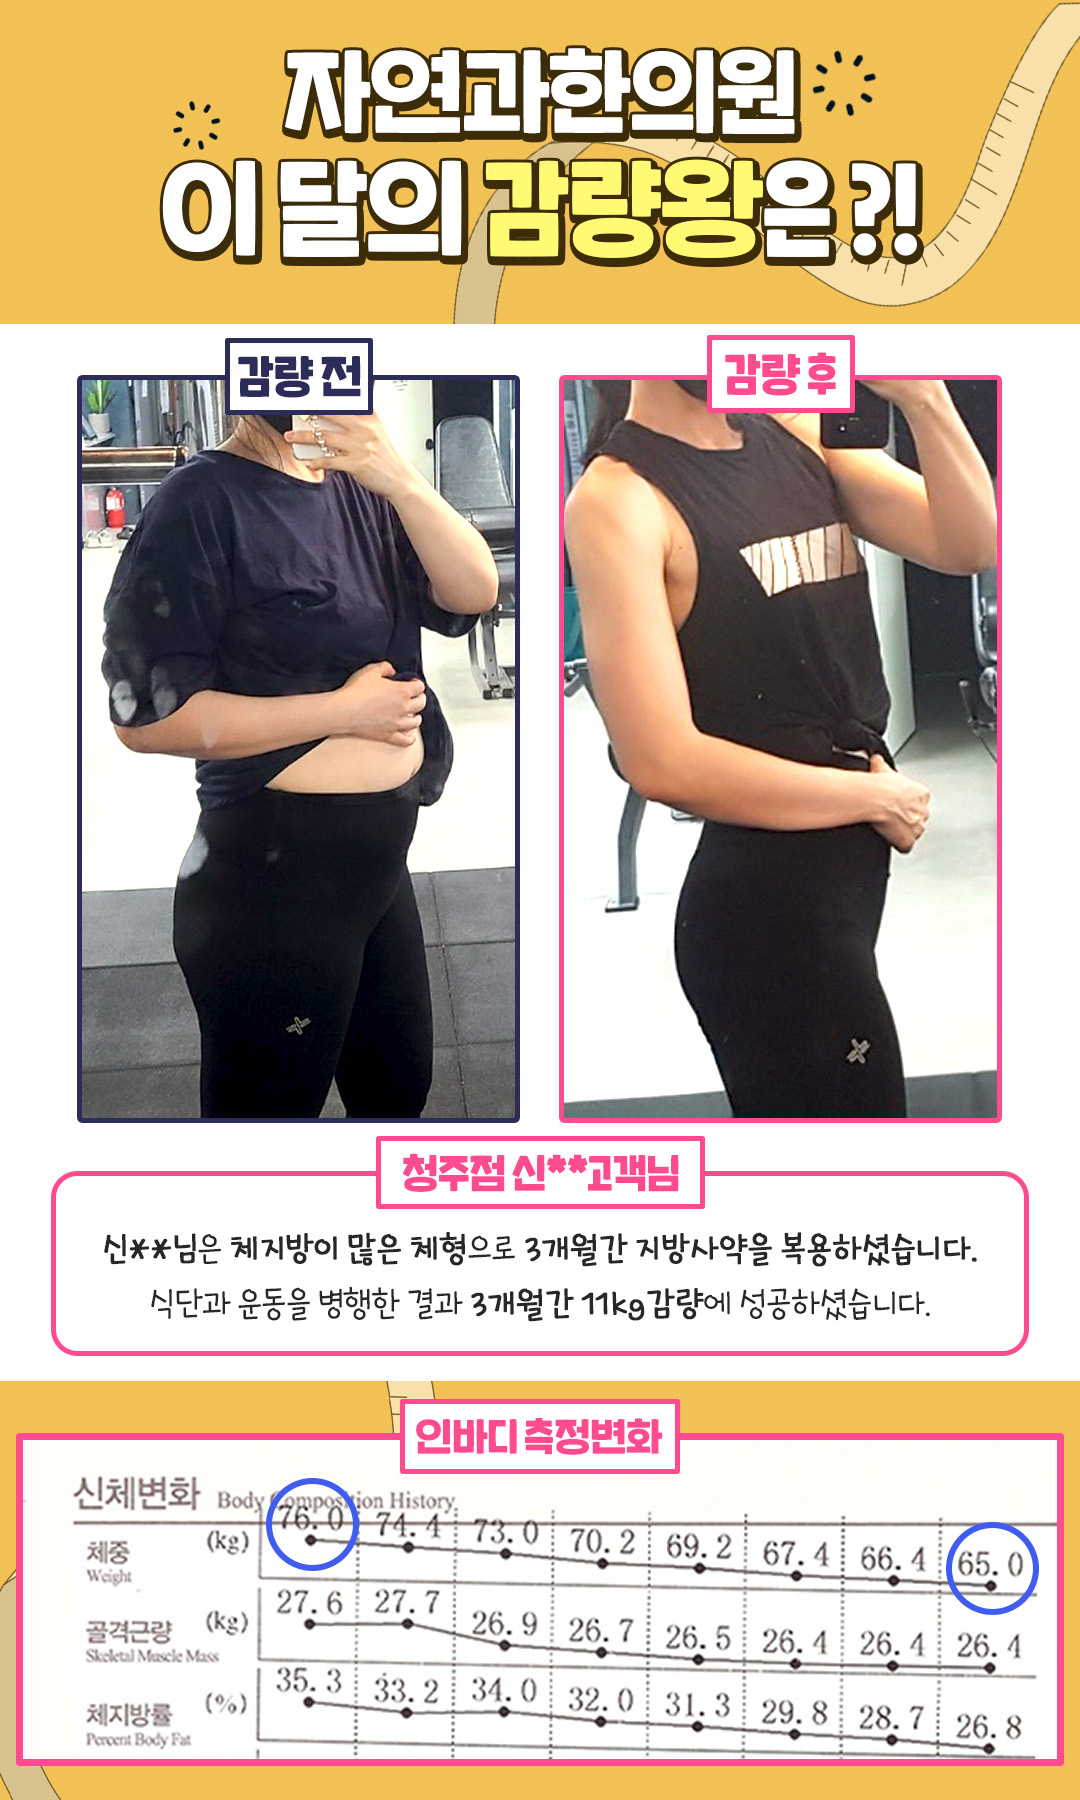 자연과한의원
이 달의 감량왕은?!
감량 전
감량 후
청주점 신**고객님
신**님은 체지방이 많은 체형으로 3개월간 지방사약을 복용하셨습니다.
식단과 운동을 병행한 결과 3개월간 11kg감량에 성공하셨습니다.
인바디 측정변화
신체변화 Body Composition History
체중 (kg) 76.0 74.4 73.0 70.2 69.2 67.4 66.4 65.0
Weight
골격근량 (kg) 27.6 27.7 26.9 26.7 26.5 26.4 26.4 26.4
Skeletal Muscle Mass
체지방률 (%) 35.3 33.2 34.0 32.0 31.3 29.8 28.7 26.8
Percent Body Fat